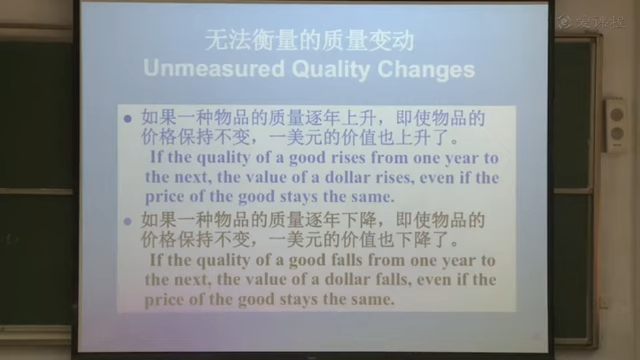 爱课程
无法衡量的质量变动
Unmeasured Quality Changes
如果一种物品的质量逐年上升，即使物品的
价格保持不变，一美元的价值也上升了。
If the quality of a good rises from one year to
the next, the value of a dollar rises, even if the
price of the good stays the same.
如果一种物品的质量逐年下降，即使物品的
价格保持不变，一美元的价值也下降了。
If the quality of a good falls from one year to
the next, the value of a dollar falls, even if the
price of the good stays the same.